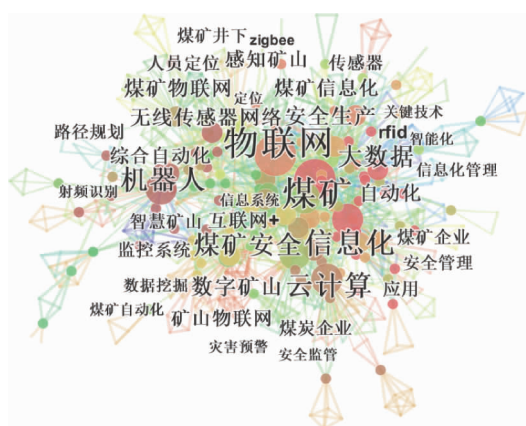 煤矿井下 zigbee
人员定位 感知矿山 传感器
煤矿物联网 定位 煤矿信息化
无线传感器网络 安全生产 关键技术
路径规划 物联网 rfid 智能化
综合自动化 大数据 信息化管理
射频识别 机器人 信息系统 煤矿 自动化
智慧矿山 互联网+
监控系统 煤矿安全信息化 煤矿企业
安全管理
数据挖掘 数字矿山 云计算 应用
煤矿自动化 矿山物联网 煤炭企业
灾害预警 安全监管